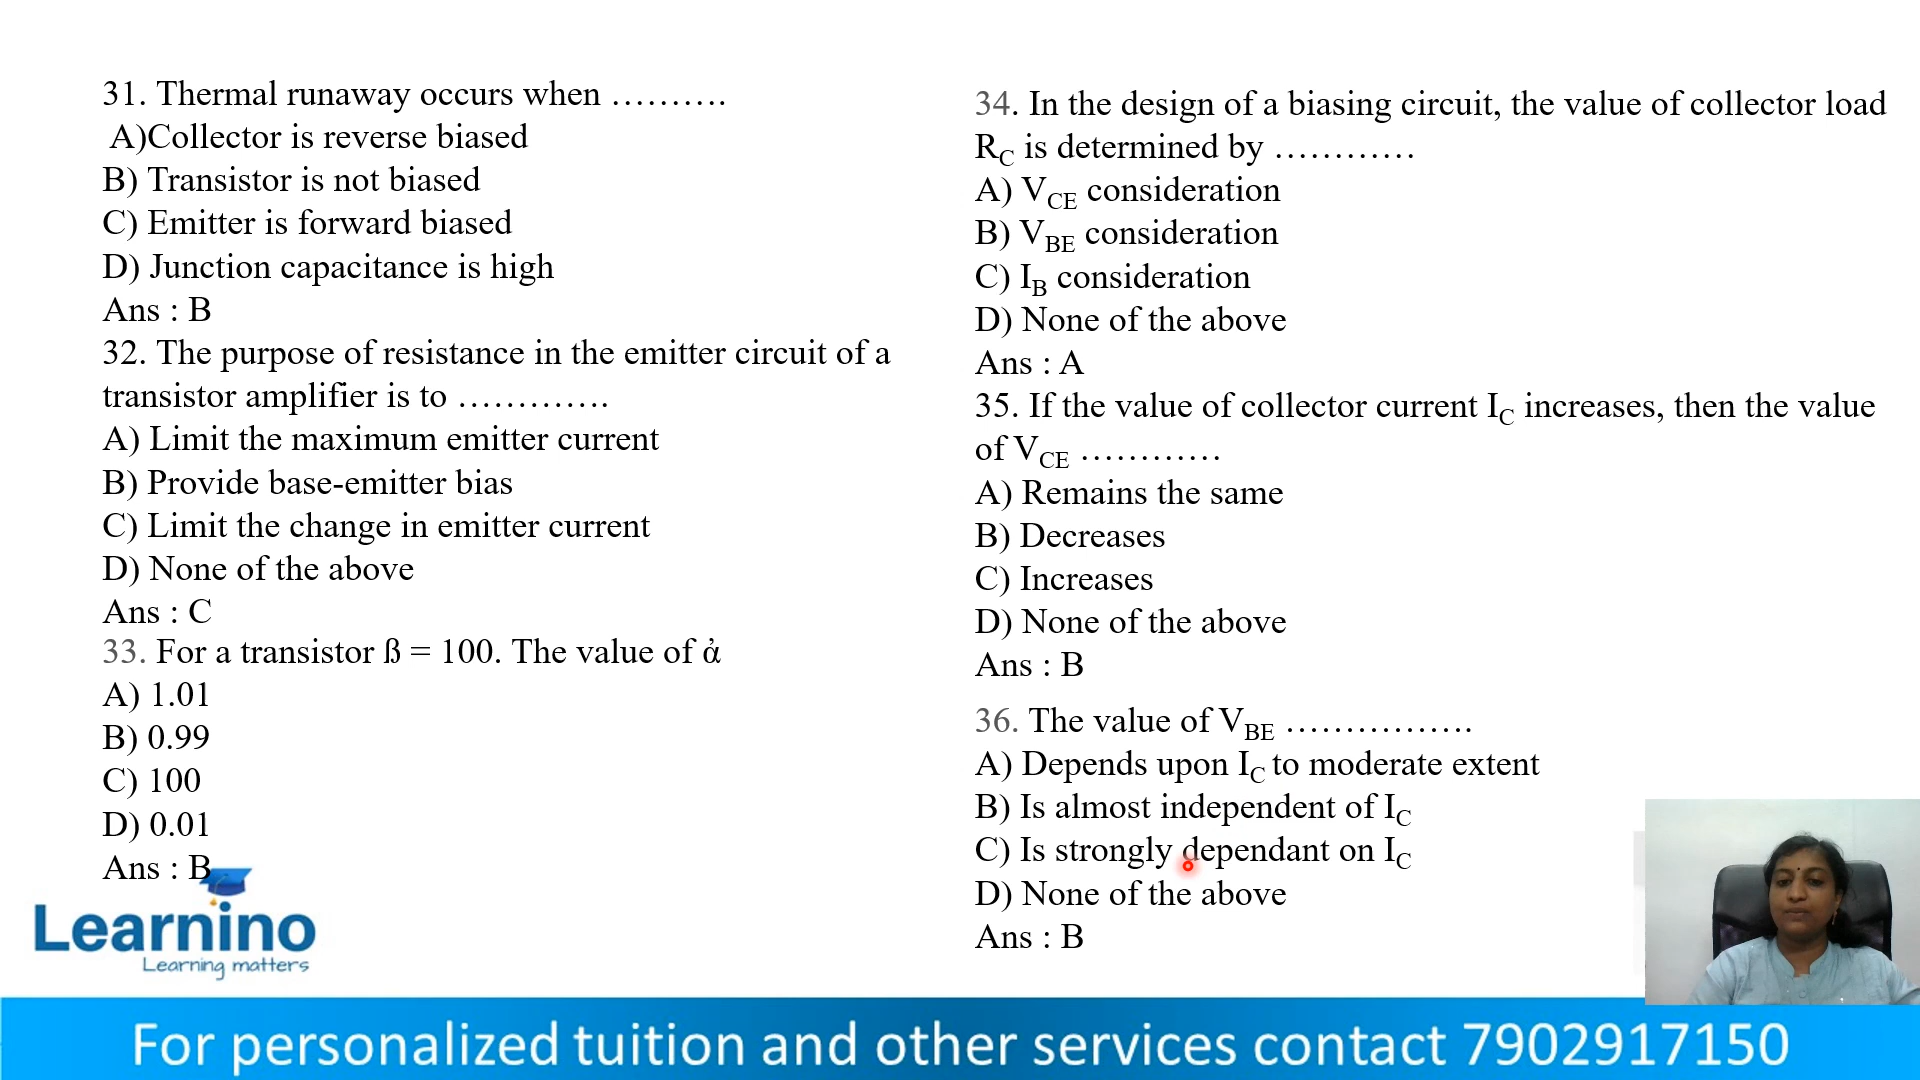 31. Thermal runaway occurs when ……….
A)Collector is reverse biased
B) Transistor is not biased
C) Emitter is forward biased
D) Junction capacitance is high
Ans : B
32. The purpose of resistance in the emitter circuit of a
transistor amplifier is to ………….
A) Limit the maximum emitter current
B) Provide base-emitter bias
C) Limit the change in emitter current
D) None of the above
Ans : C
33. For a transistor ß = 100. The value of ἀ
A) 1.01
B) 0.99
C) 100
D) 0.01
Ans : B
34. In the design of a biasing circuit, the value of collector load
RC is determined by …………
A) VCE consideration
B) VBE consideration
C) IB consideration
D) None of the above
Ans : A
35. If the value of collector current IC increases, then the value
of VCE …………
A) Remains the same
B) Decreases
C) Increases
D) None of the above
Ans : B
36. The value of VBE …………….
A) Depends upon IC to moderate extent
B) Is almost independent of IC
C) Is strongly dependant on IC
D) None of the above
Ans : B
Learnino
Learning matters
For personalized tuition and other services contact 7902917150